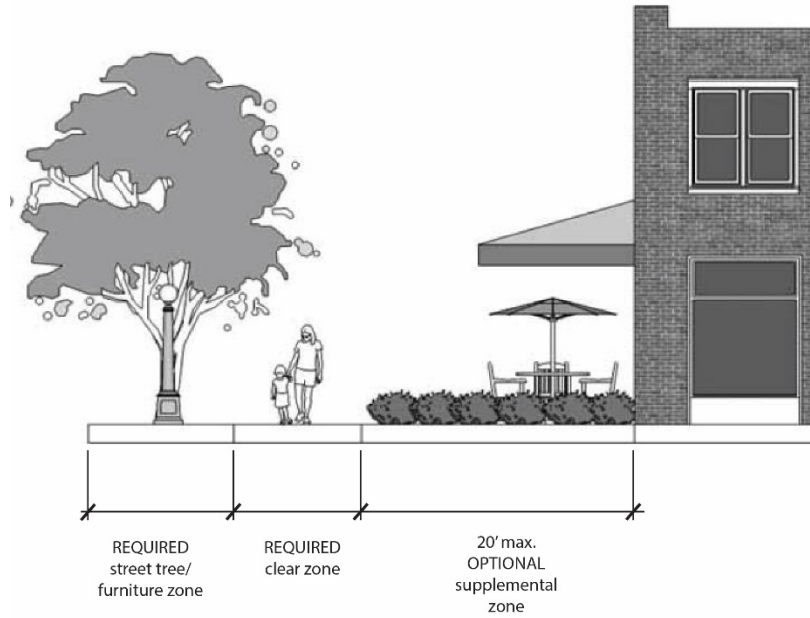 REQUIRED
street tree/
furniture zone
REQUIRED
clear zone
20' max.
OPTIONAL
supplemental
zone